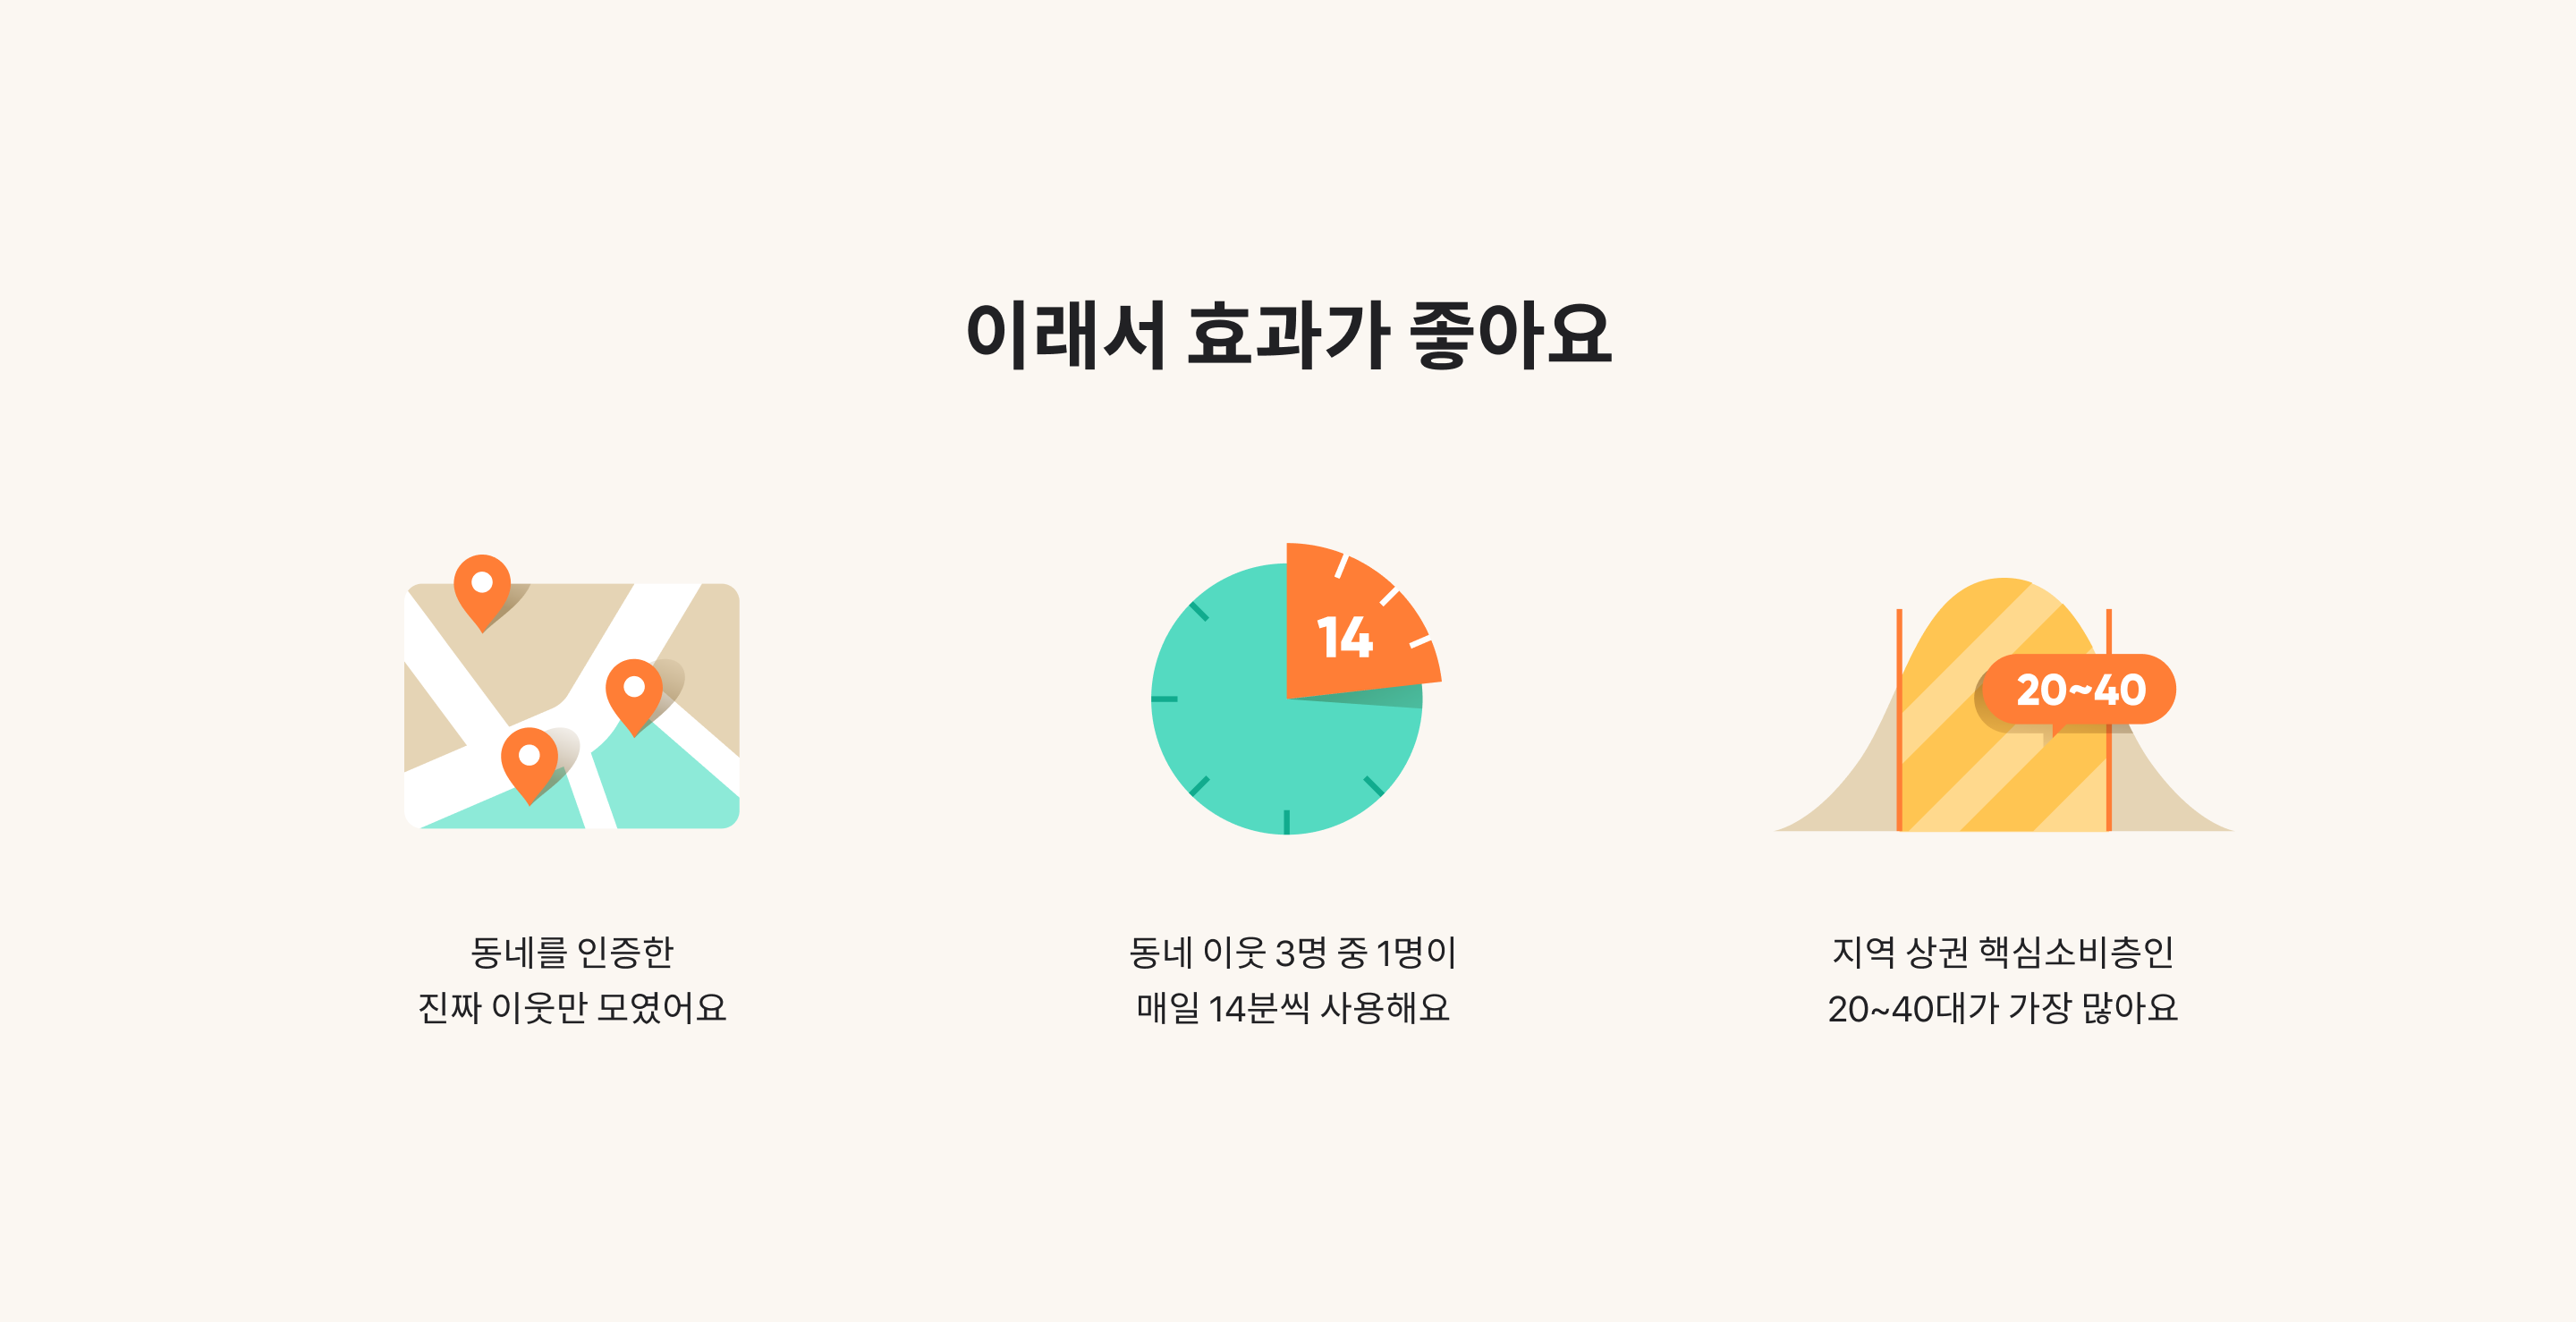 이래서 효과가 좋아요
14
20~40
동네를 인증한
진짜 이웃만 모였어요
동네 이웃 3명 중 1명이
매일 14분씩 사용해요
지역 상권 핵심소비층인
20~40대가 가장 많아요